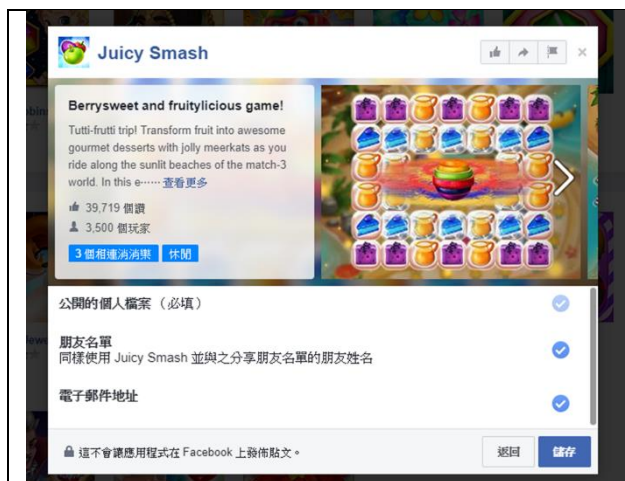 Juicy Smash
Berrysweet and fruitylicious game!
Tutti-frutti trip! Transform fruit into awesome
gourmet desserts with jolly meerkats as you
ride along the sunlit beaches of the match-3
world. In this e⋯⋯ 查看更多
39,719 個讚
3,500 個玩家
3 個相連消消樂 休閒
公開的個人檔案（必填）
朋友名單
同樣使用 Juicy Smash 並與之分享朋友名單的朋友姓名
電子郵件地址
這不會讓應用程式在 Facebook 上發佈貼文。
返回 儲存